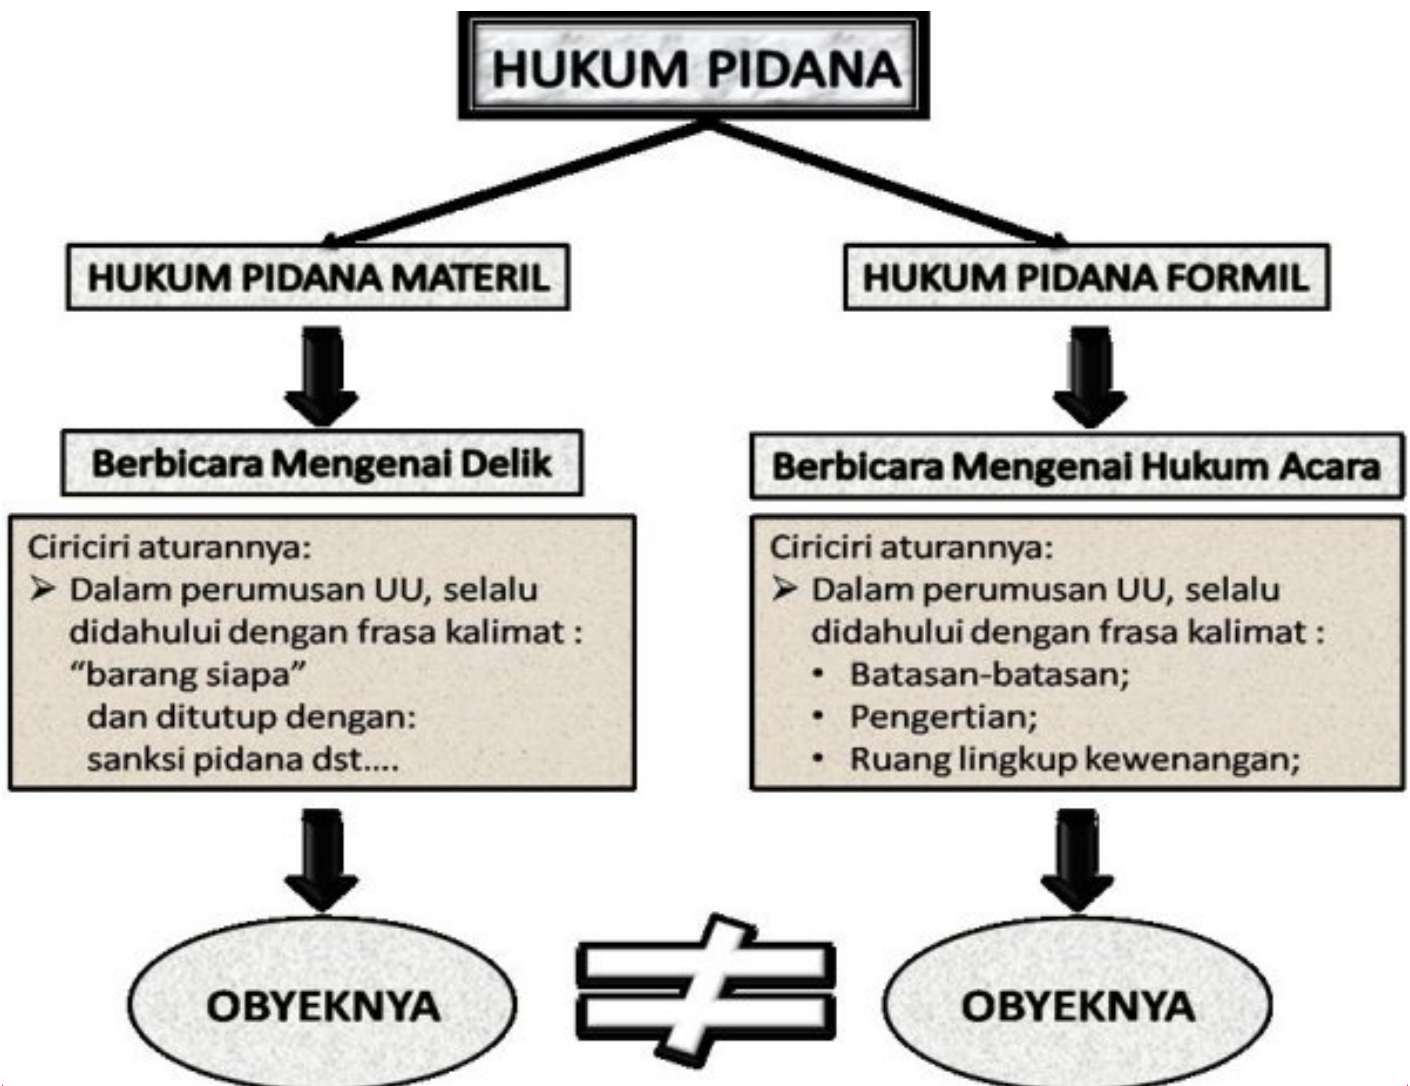 HUKUM PIDANA
HUKUM PIDANA MATERIL
Berbicara Mengenai Delik
Ciriciri aturannya:
➢ Dalam perumusan UU, selalu
didahului dengan frasa kalimat :
“barang siapa”
dan ditutup dengan:
sanksi pidana dst....
OBYEKNYA
≠
HUKUM PIDANA FORMIL
Berbicara Mengenai Hukum Acara
Ciriciri aturannya:
➢ Dalam perumusan UU, selalu
didahului dengan frasa kalimat :
• Batasan-batasan;
• Pengertian;
• Ruang lingkup kewenangan;
OBYEKNYA